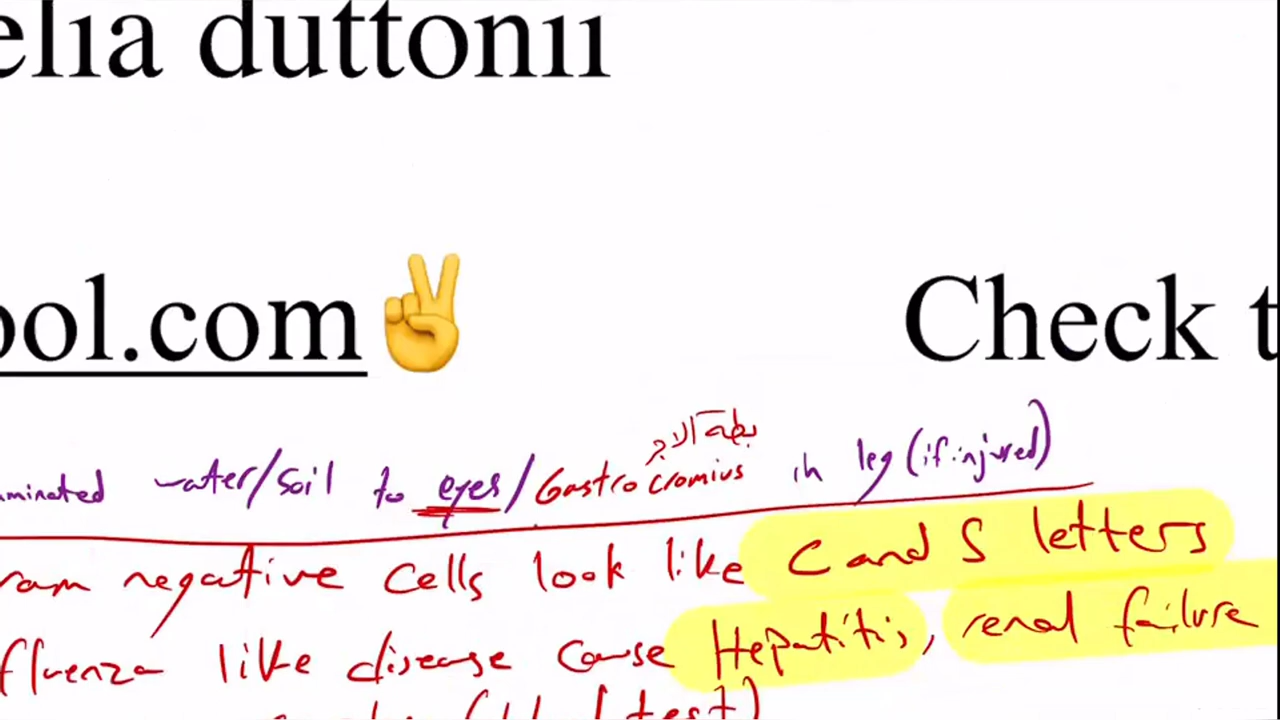 elia duttonii
ool.com✌️ Check t
بطة الرجل
minated water/soil to eyes/Gastrocromius in leg (if injured)
ram negative cells look like C and S letters
fluenza like disease cause Hepatitis, renal failure
test)